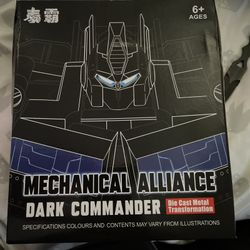 霸
6+
AGES
MECHANICAL ALLIANCE
DARK COMMANDER
Die Cast Metal
Transformation
SPECIFICATIONS COLOURS AND CONTENTS MAY VARY FROM ILLUSTRATIONS